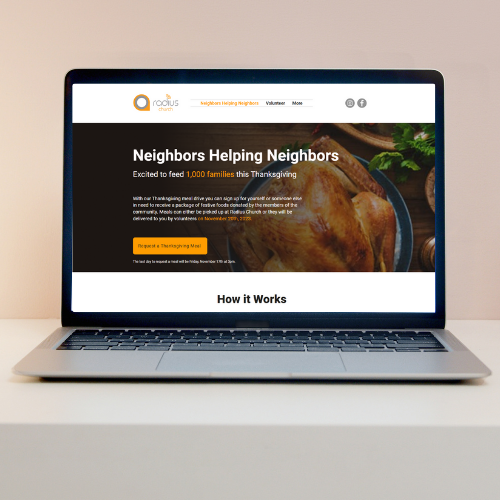 radius
church
Neighbors Helping Neighbors
Volunteer
More
Neighbors Helping Neighbors
Excited to feed 1,000 families this Thanksgiving
With our Thanksgiving meal drive you can sign up for yourself or someone else
in need to receive a package of festive foods donated by the members of the
community. Meals can either be picked up at Radius Church or they will be
delivered to you by volunteers on November
Request a Thanksgiving Meal
The last day to request a meal will be Friday, November at 5pm.
How it Works